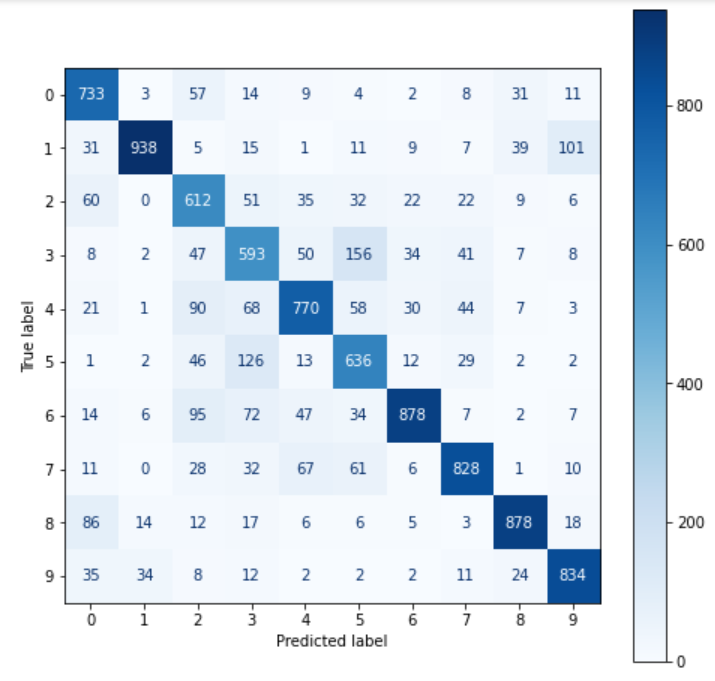 0 733 3 57 14 9 4 2 8 31 11
1 31 938 5 15 1 11 9 7 39 101
2 60 0 612 51 35 32 22 22 9 6
3 8 2 47 593 50 156 34 41 7 8
4 21 1 90 68 770 58 30 44 7 3
5 1 2 46 126 13 636 12 29 2 2
6 14 6 95 72 47 34 878 7 2 7
7 11 0 28 32 67 61 6 828 1 10
8 86 14 12 17 6 6 5 3 878 18
9 35 34 8 12 2 2 2 11 24 834
0 1 2 3 4 5 6 7 8 9
Predicted label
True label
800
600
400
200
0